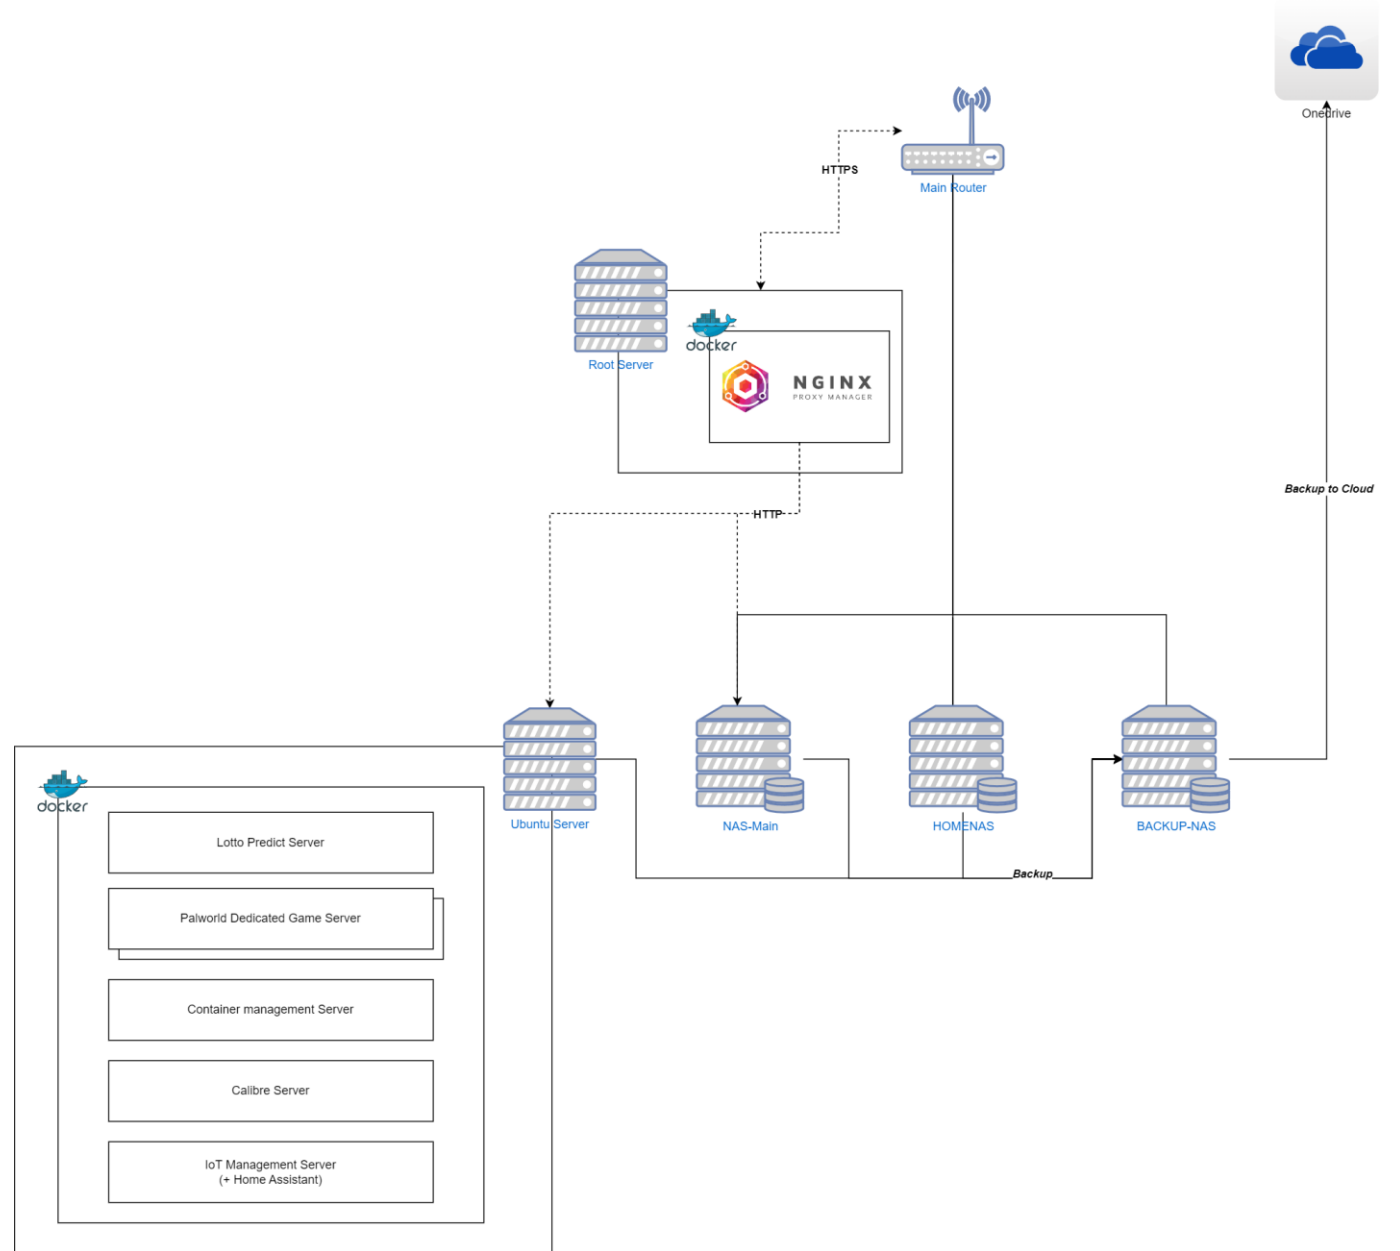 Onedrive
HTTPS
Main Router
docker
Root Server
NGINX
PROXY MANAGER
Backup to Cloud
HTTP
docker
Ubuntu Server
NAS-Main
HOMENAS
BACKUP-NAS
Lotto Predict Server
Backup
Palworld Dedicated Game Server
Container management Server
Calibre Server
IoT Management Server
(+ Home Assistant)